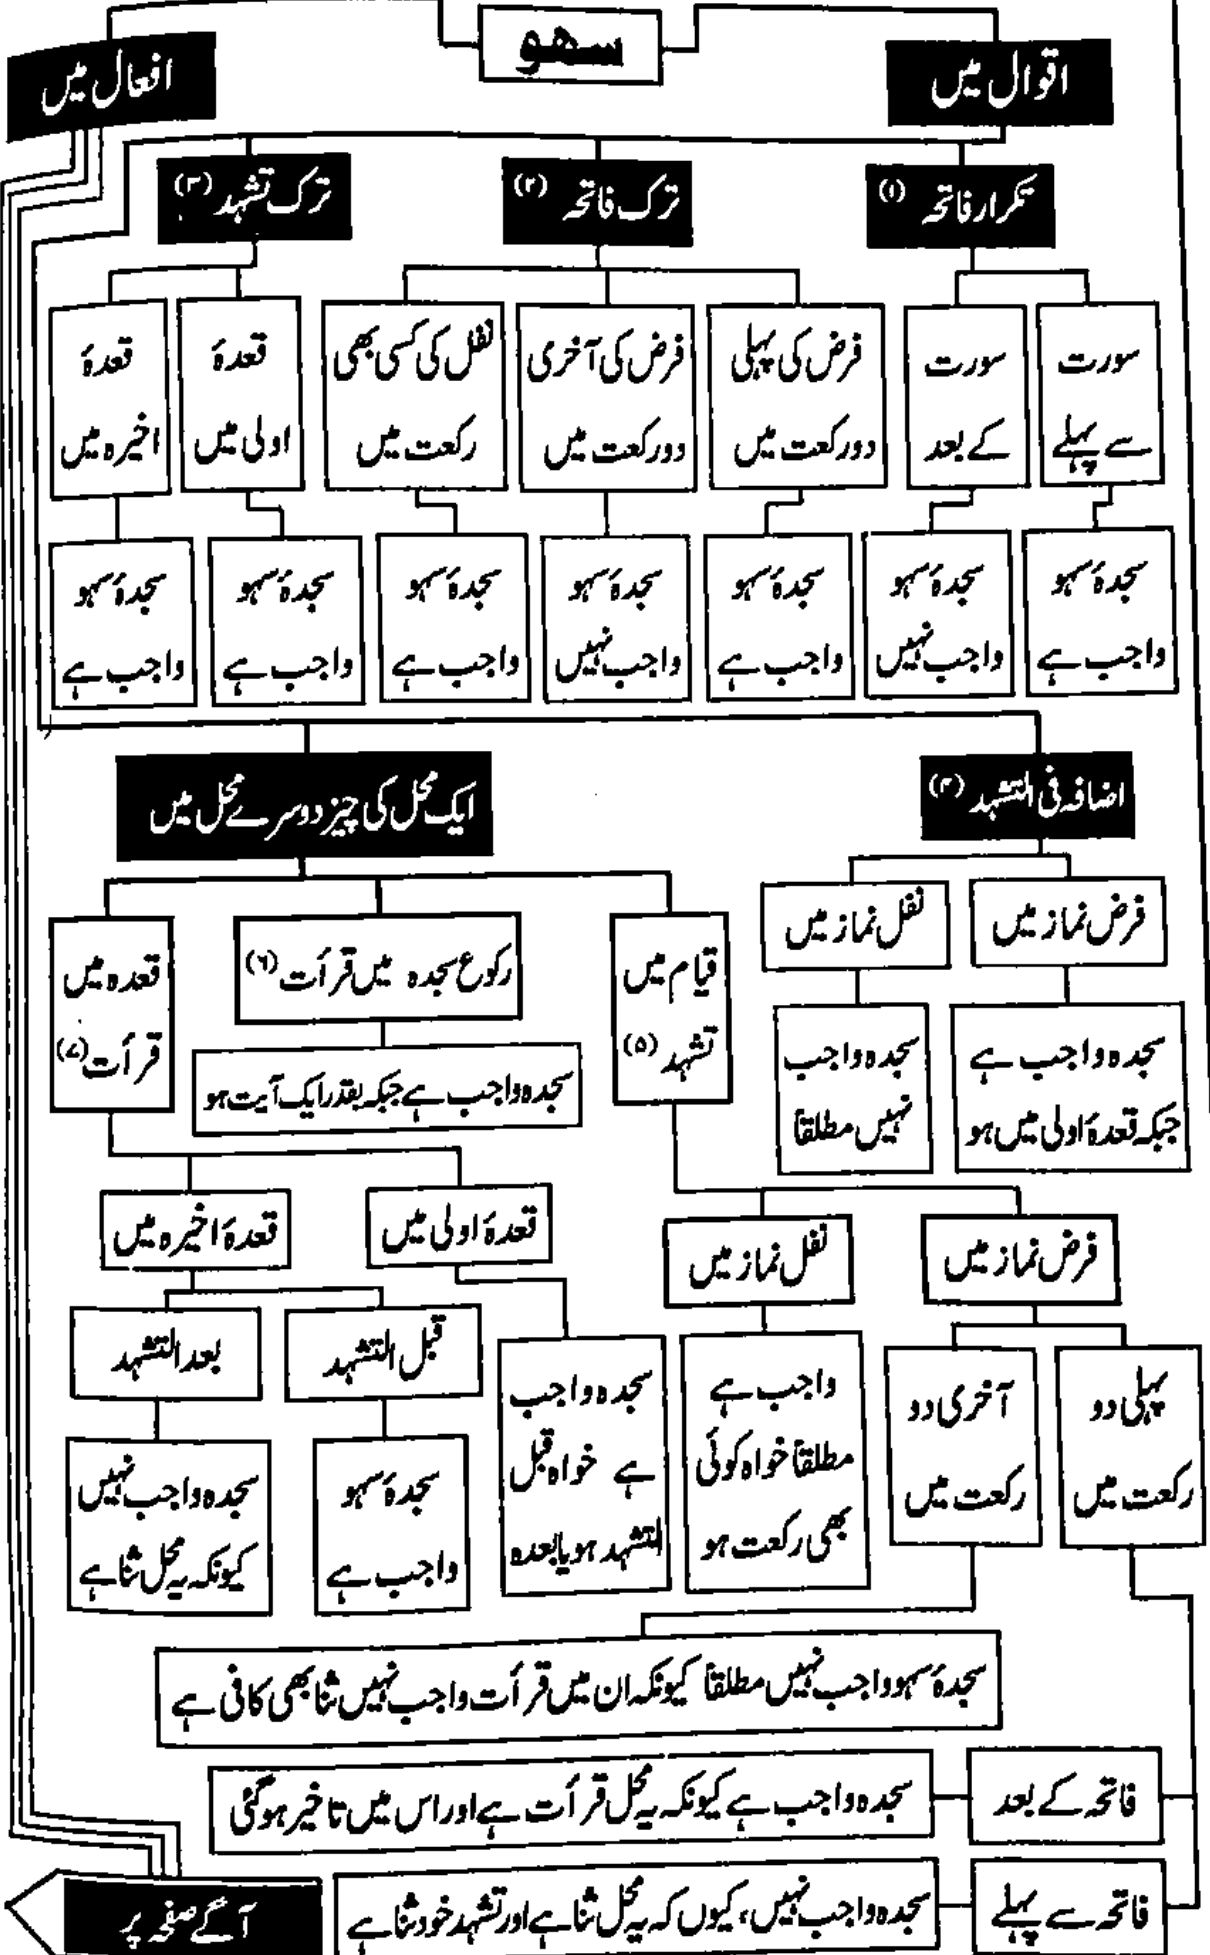 سهو
اقوال میں
افعال میں
تکرار فاتحہ (۱)
ترک فاتحہ (۲)
ترک تشہد (۳)
سورت
سے پہلے
سورت
کے بعد
فرض کی پہلی
دو رکعت میں
فرض کی آخری
دو رکعت میں
نفل کی کسی بھی
رکعت میں
قعدۂ
اولی میں
قعدۂ
اخیرہ میں
سجدۂ سہو
واجب ہے
سجدۂ سہو
واجب نہیں
سجدۂ سہو
واجب ہے
سجدۂ سہو
واجب نہیں
سجدۂ سہو
واجب ہے
سجدۂ سہو
واجب ہے
سجدۂ سہو
واجب ہے
اضافہ فی التشہد (۴)
ایک محل کی چیز دوسرے محل میں
فرض نماز میں
نفل نماز میں
سجدہ واجب ہے
جبکہ قعدۂ اولی میں ہو
سجدہ واجب
نہیں مطلقاً
قیام میں
تشہد (۵)
رکوع سجدہ میں قرأت (۶)
سجدہ واجب ہے جبکہ بقدر ایک آیت ہو
قعدہ میں
قرأت (۷)
فرض نماز میں
نفل نماز میں
قعدۂ اولی میں
قعدۂ اخیرہ میں
پہلی دو
رکعت میں
آخری دو
رکعت میں
واجب ہے
مطلقاً خواہ کوئی
بھی رکعت ہو
سجدہ واجب
ہے خواہ قبل
التشہد ہو یا بعدہ
قبل التشہد
بعد التشہد
سجدۂ سہو
واجب ہے
سجدہ واجب نہیں
کیونکہ یہ محل ثنا ہے
سجدۂ سہو واجب نہیں مطلقاً کیونکہ ان میں قرأت واجب نہیں ثنا بھی کافی ہے
فاتحہ کے بعد
سجدہ واجب ہے کیونکہ یہ محل قرأت ہے اور اس میں تاخیر ہوگئی
فاتحہ سے پہلے
سجدہ واجب نہیں، کیوں کہ یہ محل ثنا ہے اور تشہد خود ثنا ہے
آگے صفحہ پر